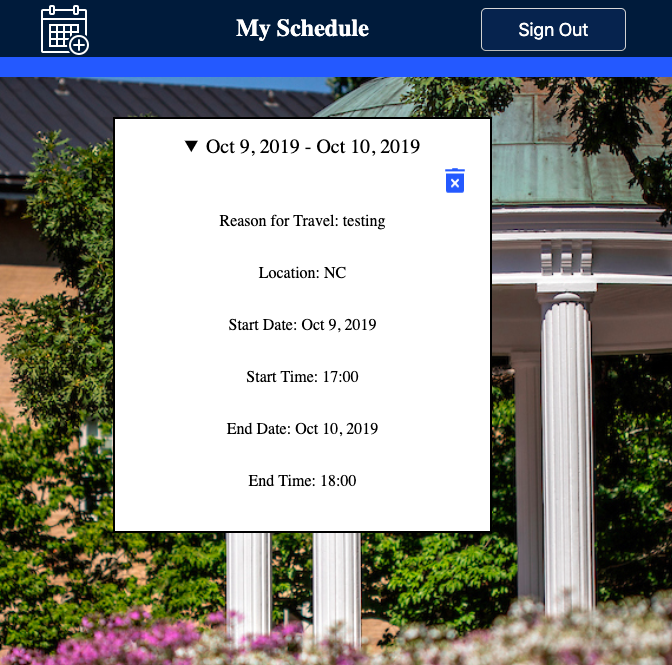 My Schedule
Sign Out
Oct 9, 2019 - Oct 10, 2019
Reason for Travel: testing
Location: NC
Start Date: Oct 9, 2019
Start Time: 17:00
End Date: Oct 10, 2019
End Time: 18:00